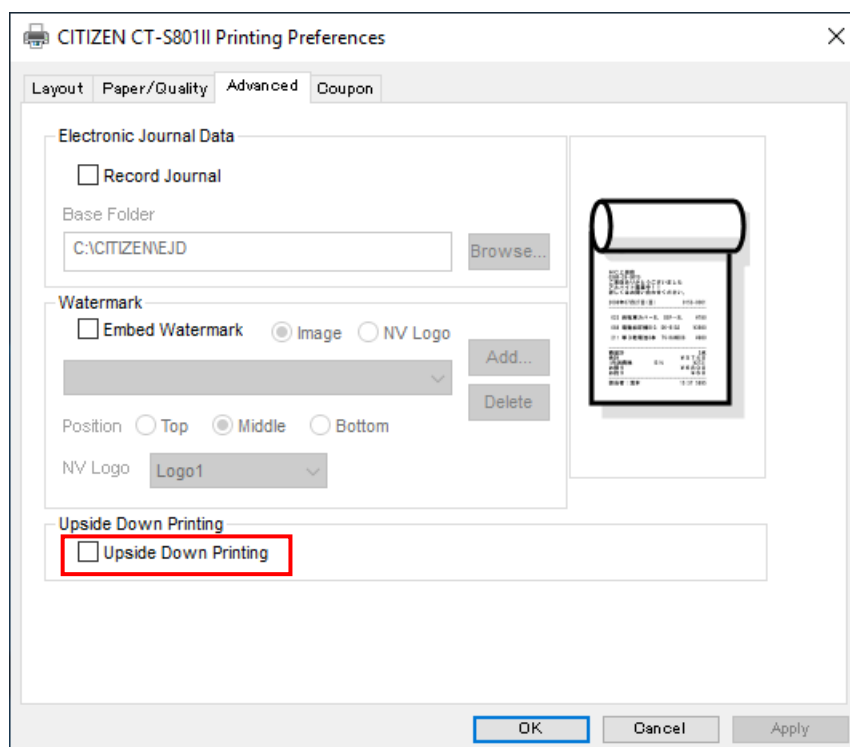 CITIZEN CT-S801II Printing Preferences
Layout Paper/Quality Advanced Coupon
Electronic Journal Data
Record Journal
Base Folder
C:\CITIZEN\EJD Browse...
Watermark
Embed Watermark Image NV Logo
Add...
Delete
Position Top Middle Bottom
NV Logo Logo1
Upside Down Printing
Upside Down Printing
OK Cancel Apply